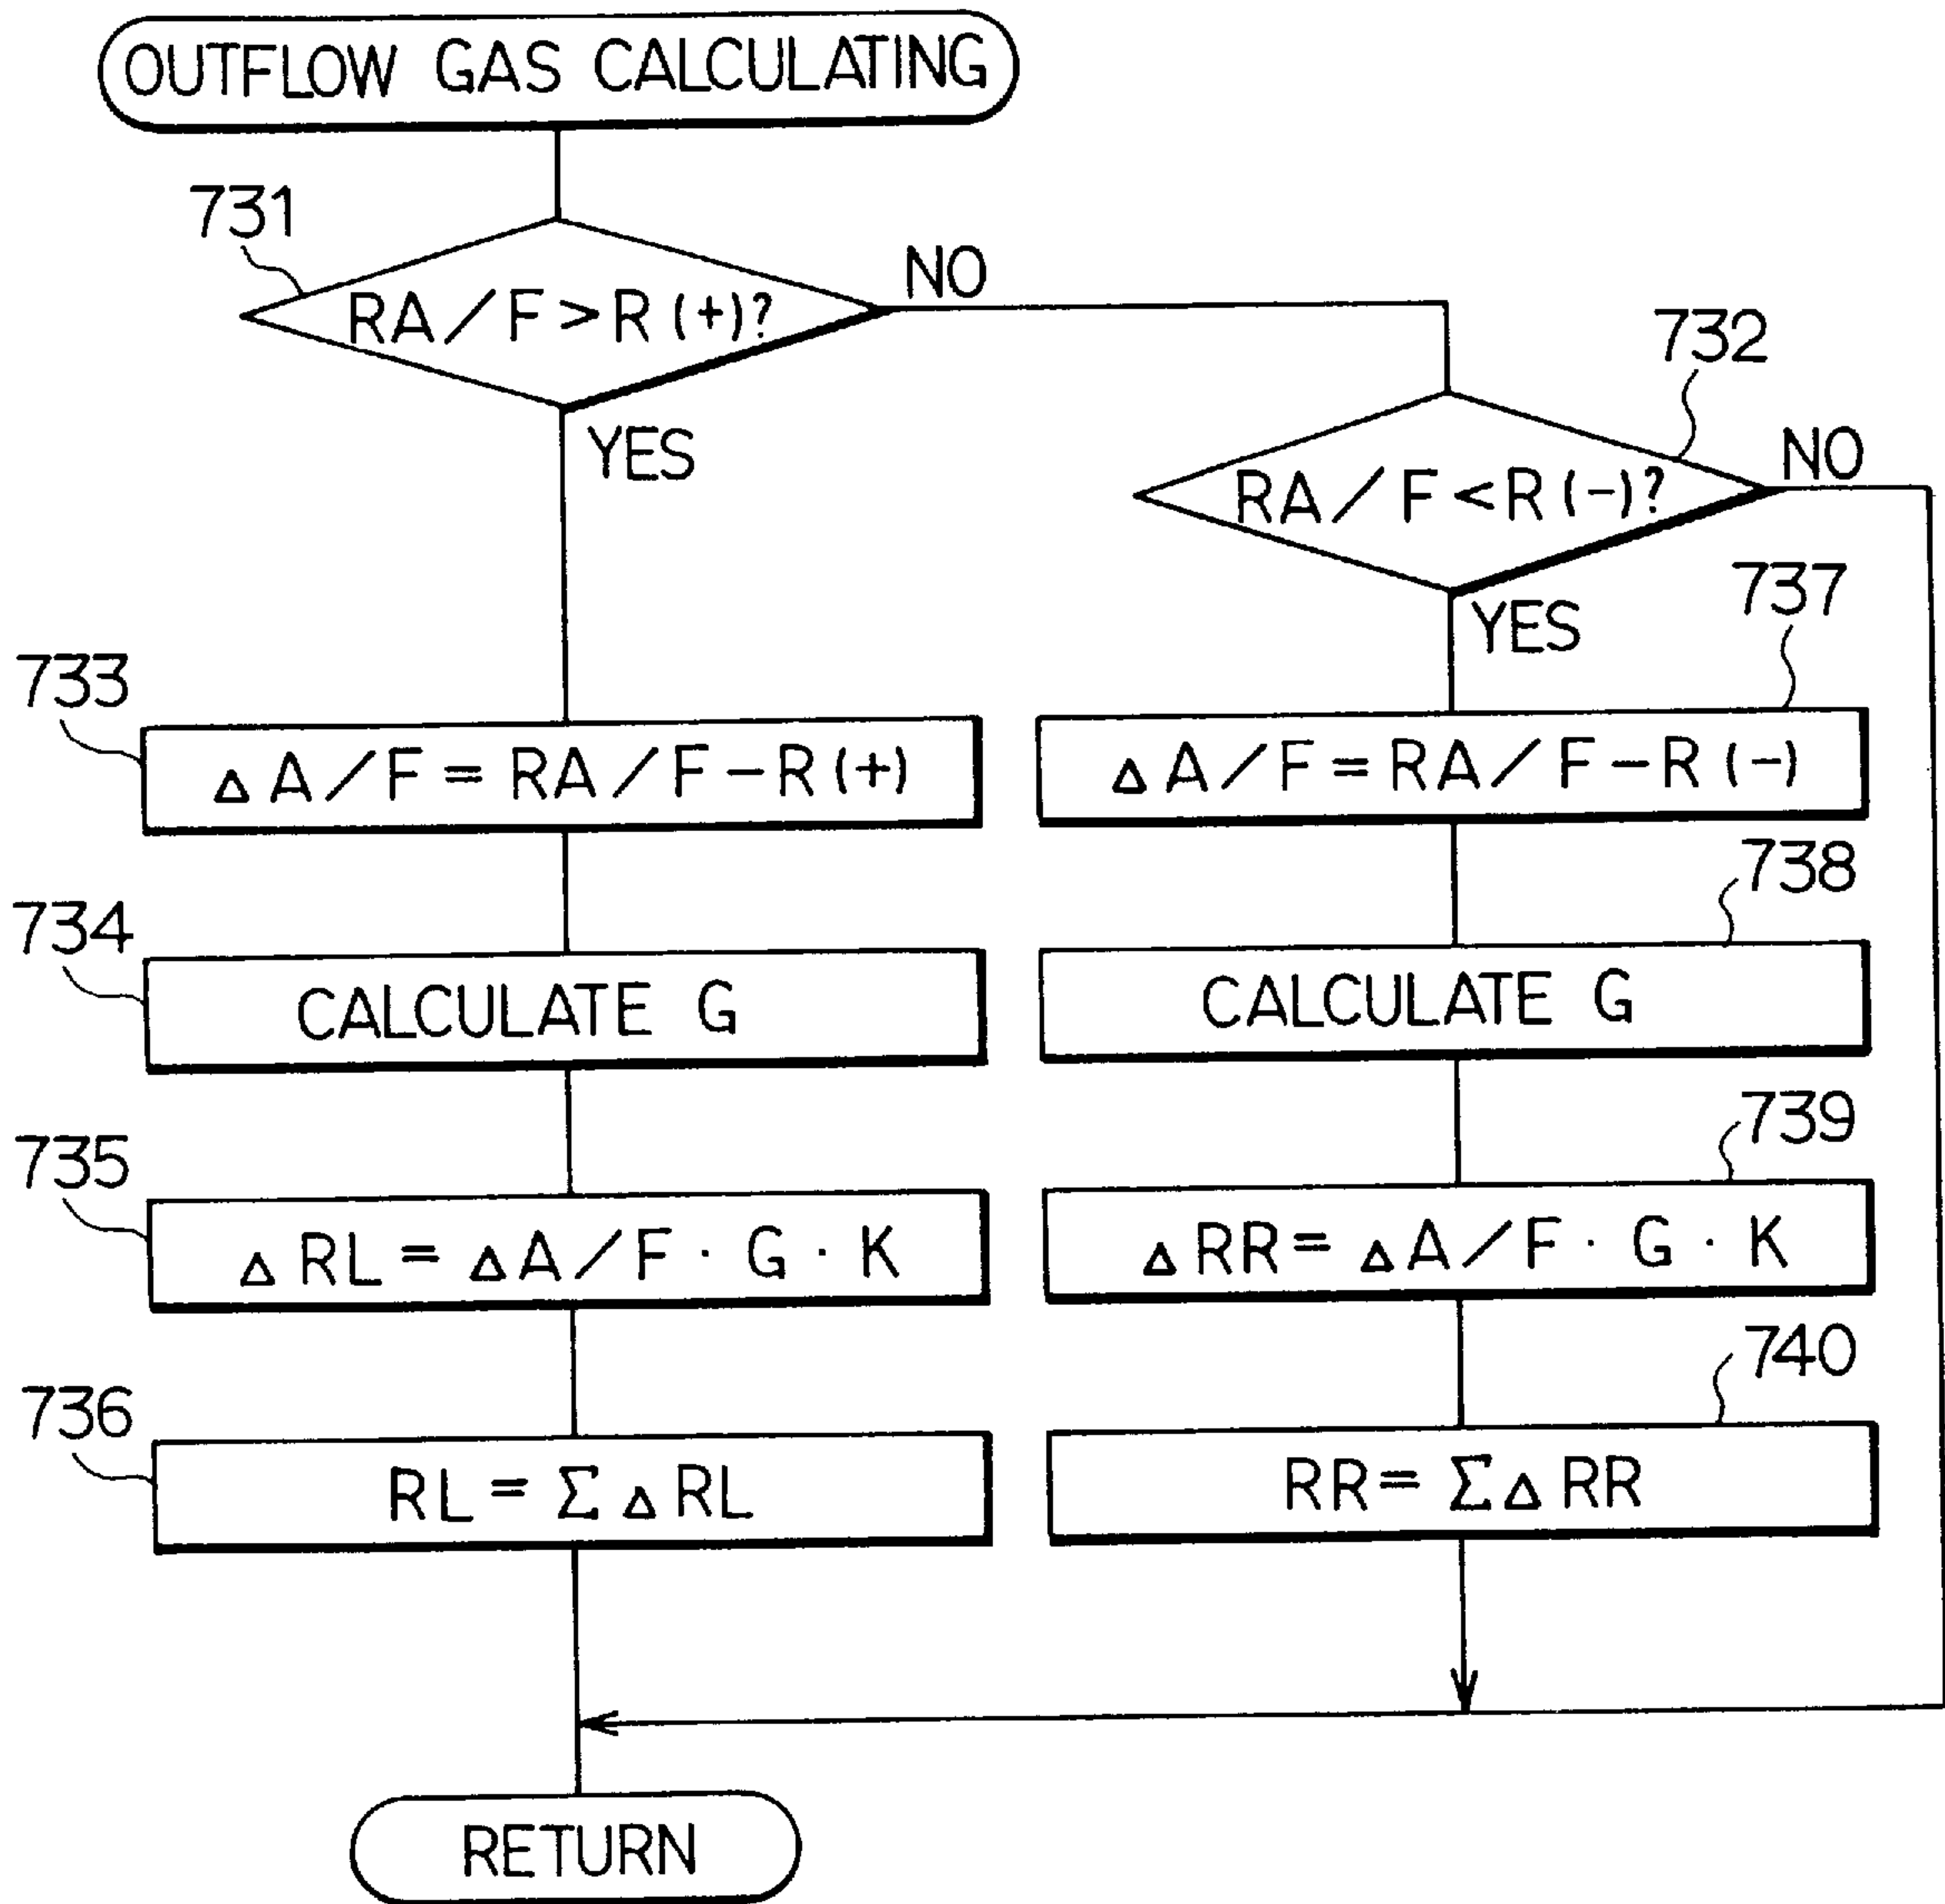 OUTFLOW GAS CALCULATING
731
RA/F>R(+)?
NO
YES
732
RA/F<R(-)?
NO
YES
733
ΔA/F=RA/F-R(+)
734
CALCULATE G
735
ΔRL=ΔA/F·G·K
736
RL=ΣΔRL
737
ΔA/F=RA/F-R(-)
738
CALCULATE G
739
ΔRR=ΔA/F·G·K
740
RR=ΣΔRR
RETURN